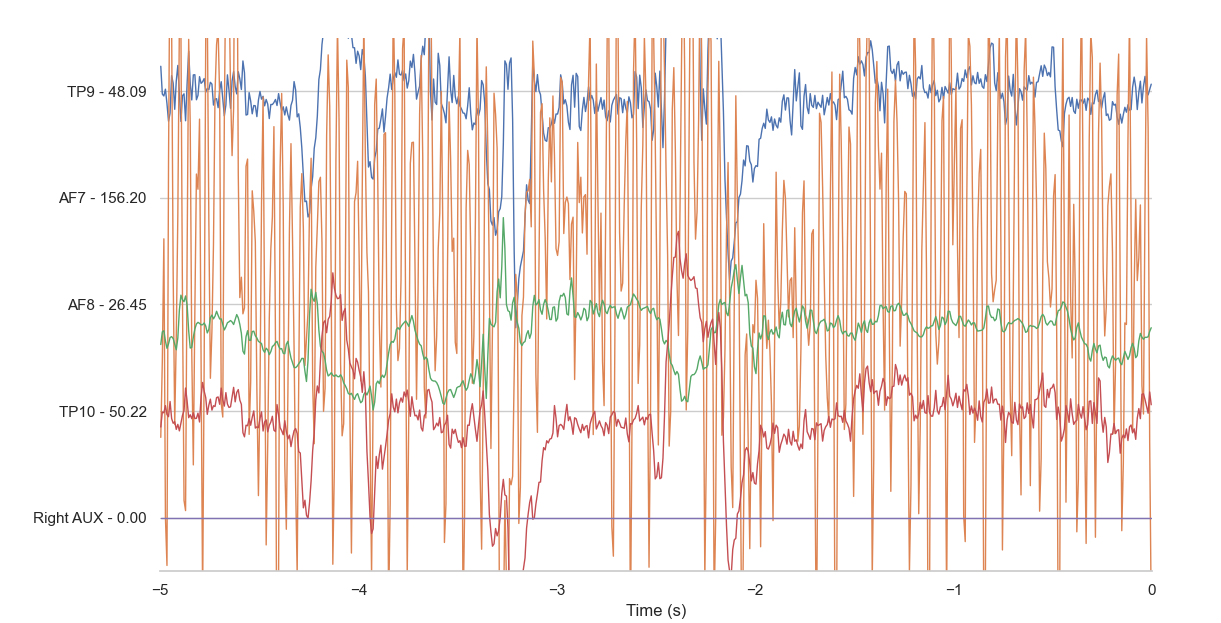 TP9 - 48.09
AF7 - 156.20
AF8 - 26.45
TP10 - 50.22
Right AUX - 0.00
−5 −4 −3 −2 −1 0
Time (s)